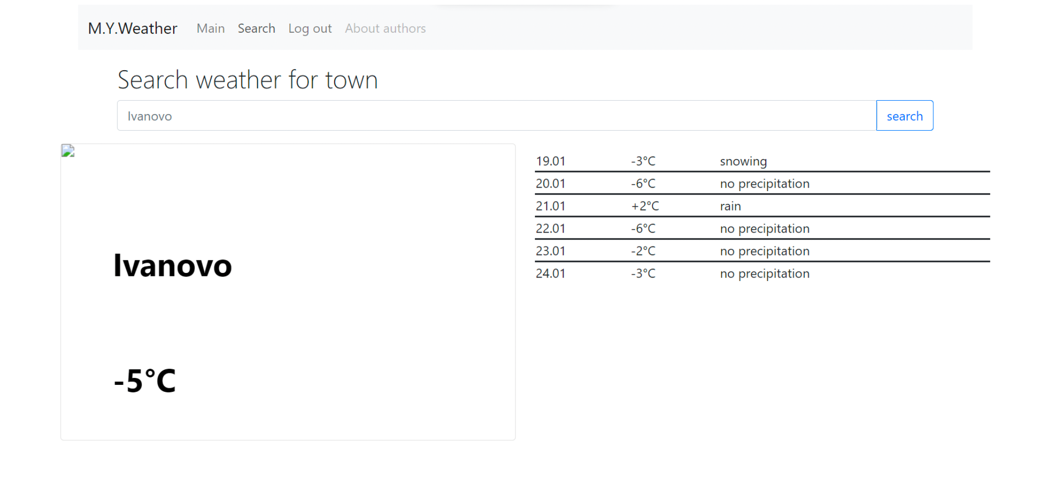 M.Y.Weather Main Search Log out About authors
Search weather for town
Ivanovo search
Ivanovo
-5°C
19.01 -3°C snowing
20.01 -6°C no precipitation
21.01 +2°C rain
22.01 -6°C no precipitation
23.01 -2°C no precipitation
24.01 -3°C no precipitation